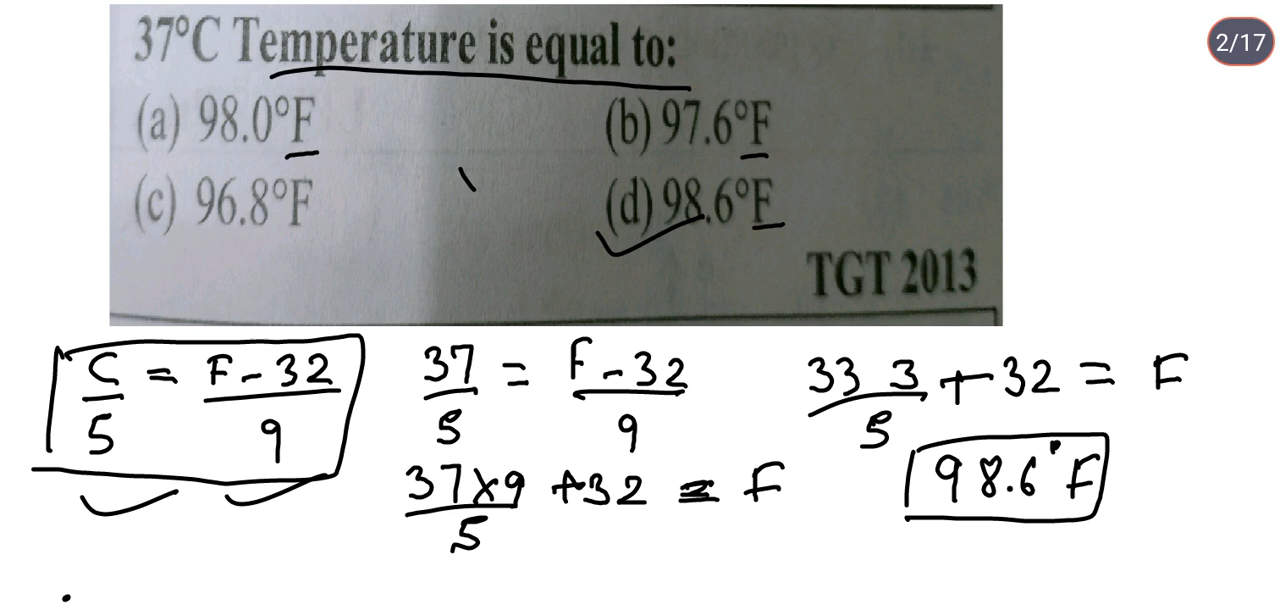 2/17
37°C Temperature is equal to:
(a) 98.0°F (b) 97.6°F
(c) 96.8°F (d) 98.6°F
TGT 2013
C/5 = F-32/9
37/5 = F-32/9
37×9/5 +32 = F
333/5 +32 = F
98.6°F